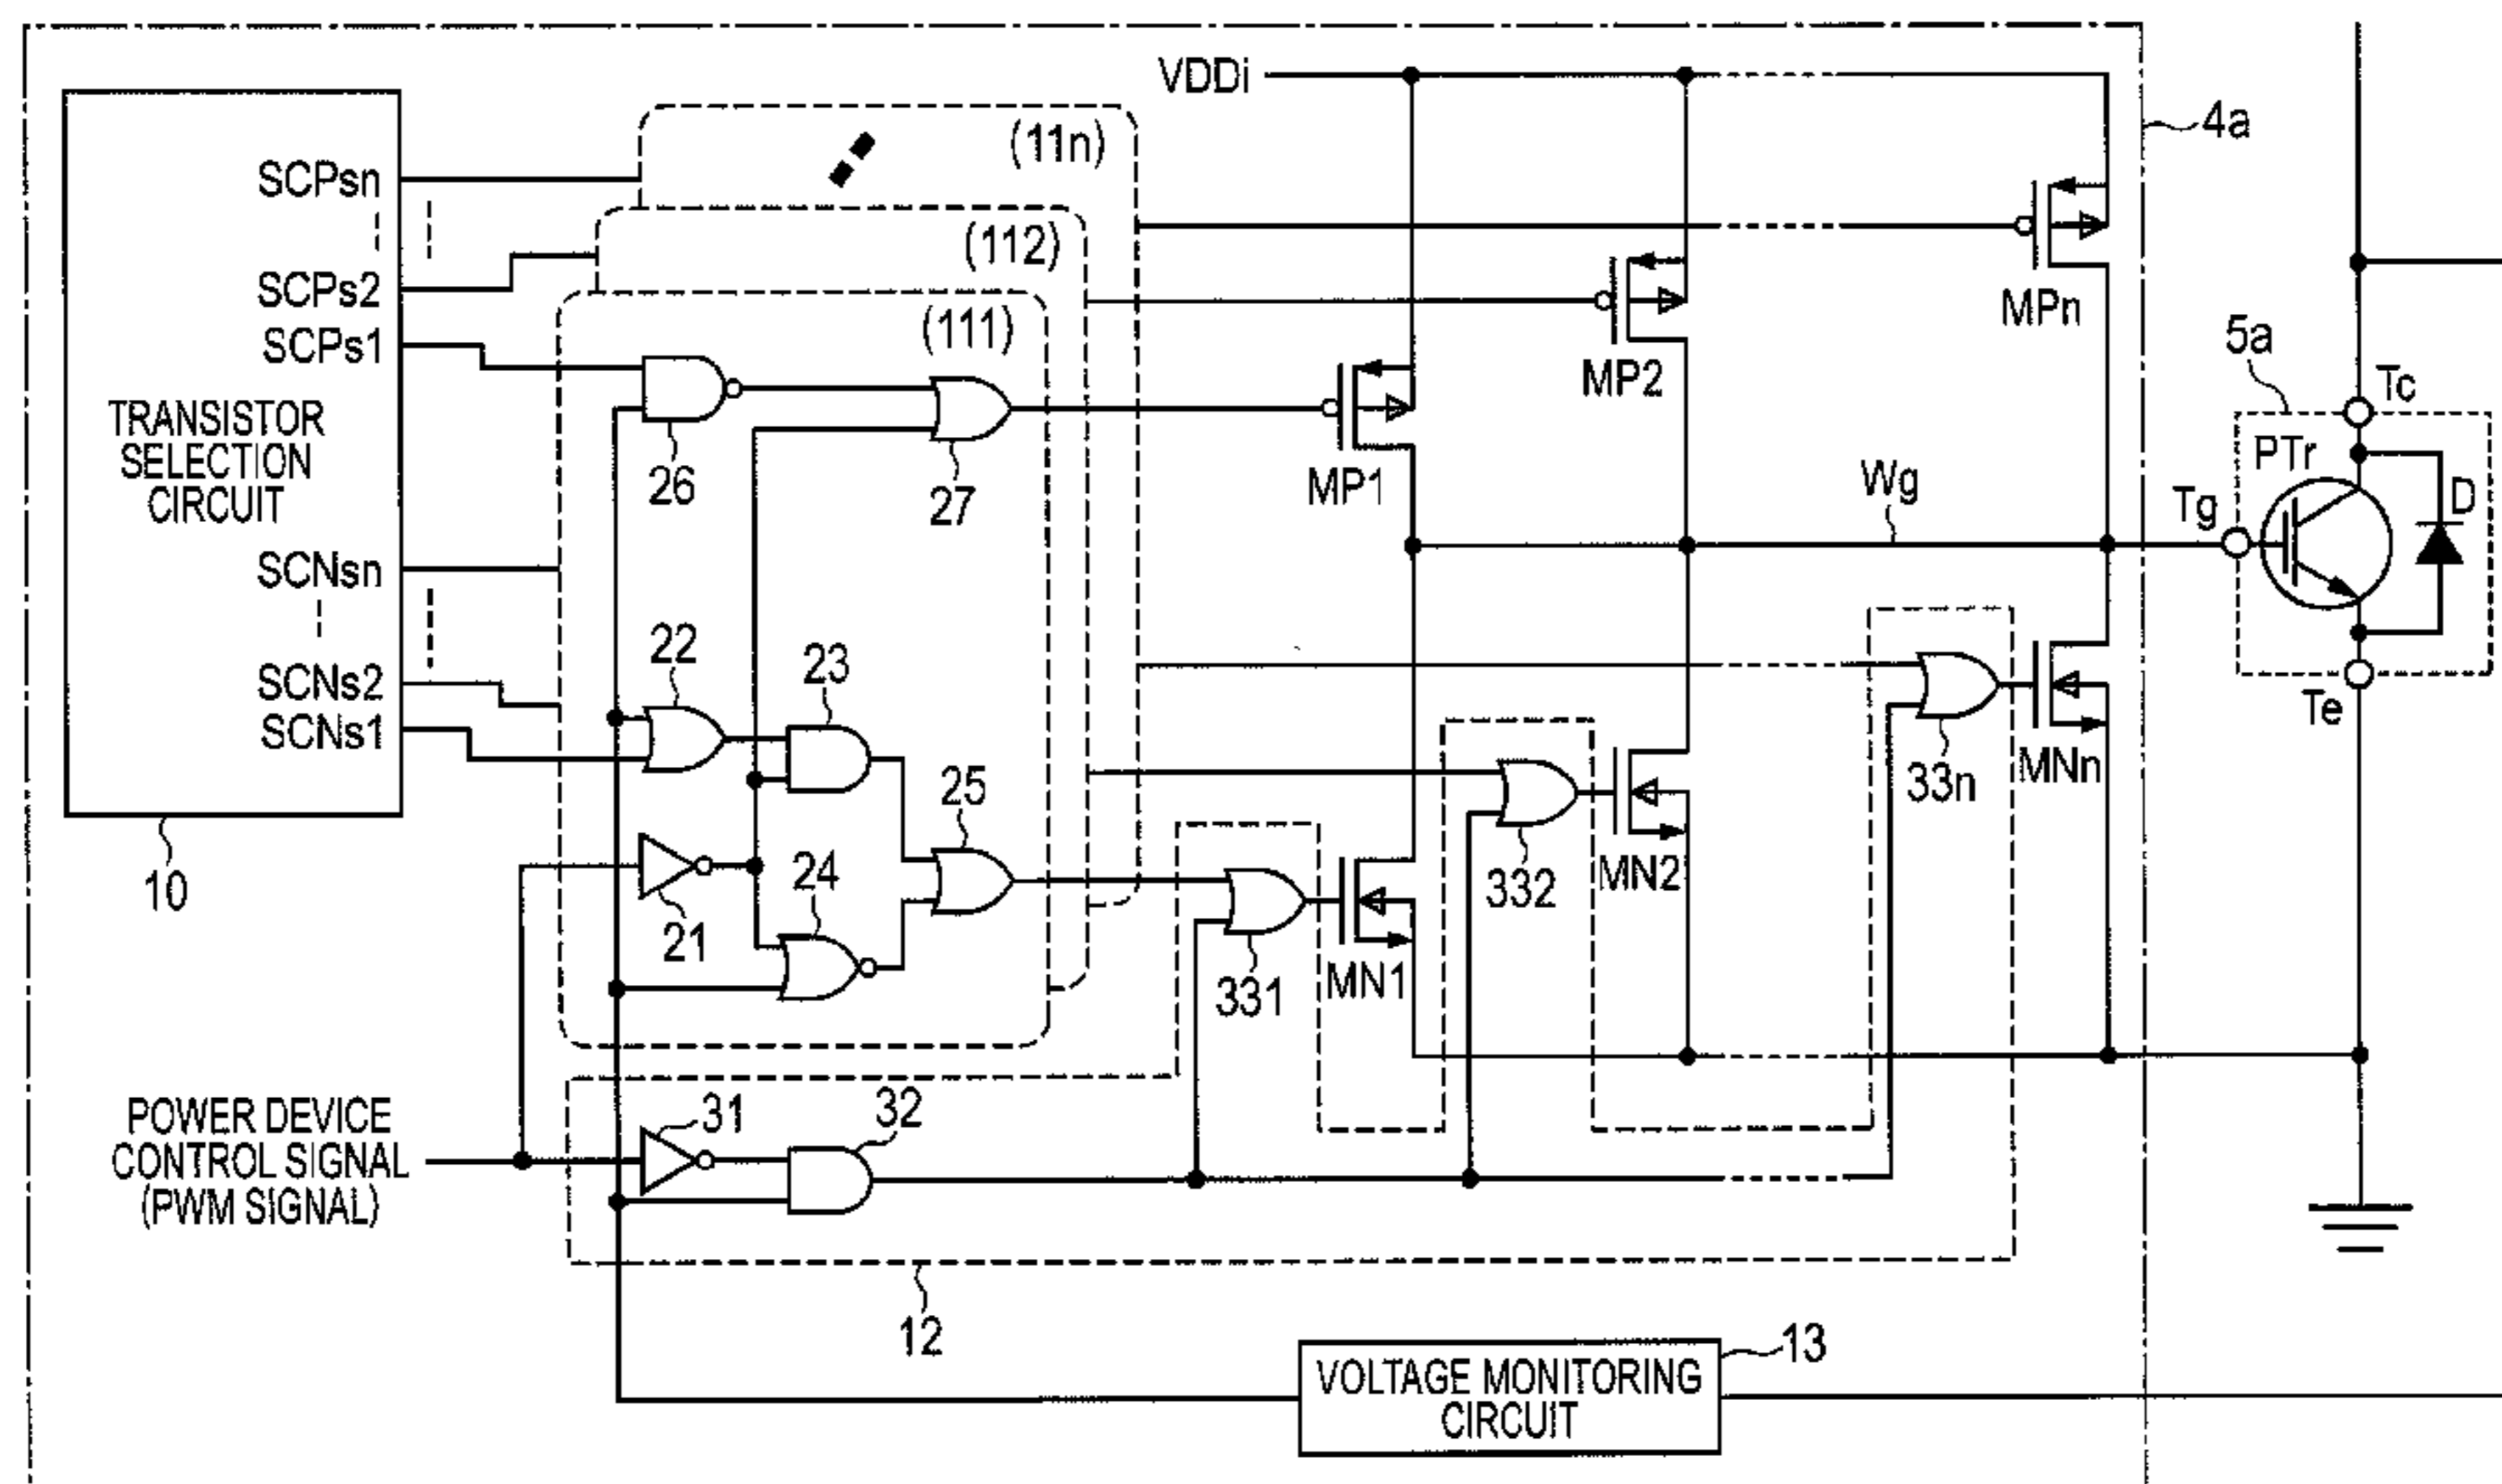 VDDi
4a
(11n)
SCPsn
(112)
SCPs2
(111)
SCPs1
MPn
5a
MP2
Tc
TRANSISTOR
SELECTION
CIRCUIT
26
27
MP1
Wg
PTr
Tg
D
SCNsn
22
23
SCNs2
SCNs1
Te
25
33n
MNn
10
21
24
332
MN2
331
MN1
POWER DEVICE
CONTROL SIGNAL
(PWM SIGNAL)
31
32
12
13
VOLTAGE MONITORING
CIRCUIT